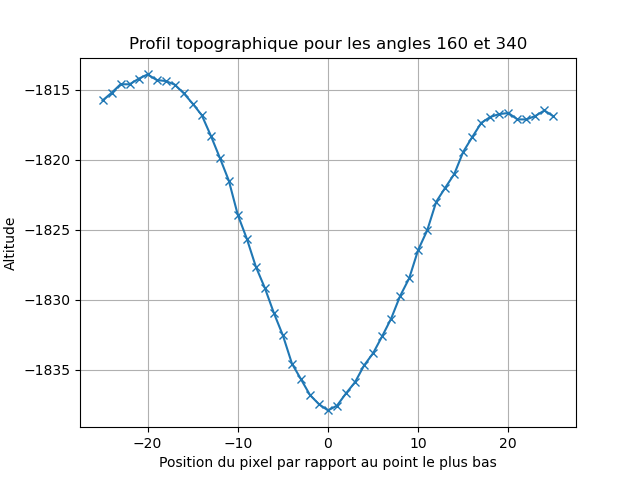 Profil topographique pour les angles 160 et 340
Altitude
−1815
−1820
−1825
−1830
−1835
−20 −10 0 10 20
Position du pixel par rapport au point le plus bas